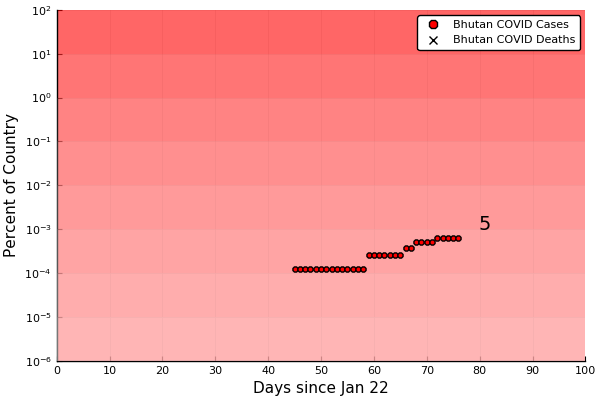 10²
10¹
10⁰
10⁻¹
10⁻²
10⁻³
10⁻⁴
10⁻⁵
10⁻⁶
Percent of Country
Bhutan COVID Cases
Bhutan COVID Deaths
5
0 10 20 30 40 50 60 70 80 90 100
Days since Jan 22